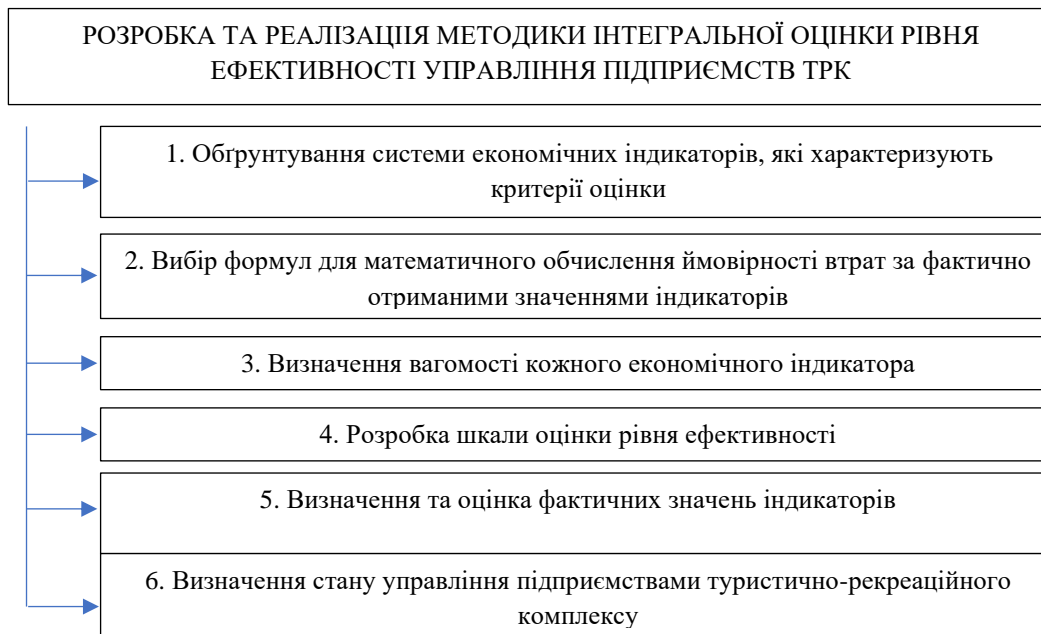 РОЗРОБКА ТА РЕАЛІЗАЦІЯ МЕТОДИКИ ІНТЕГРАЛЬНОЇ ОЦІНКИ РІВНЯ
ЕФЕКТИВНОСТІ УПРАВЛІННЯ ПІДПРИЄМСТВ ТРК
1. Обґрунтування системи економічних індикаторів, які характеризують
критерії оцінки
2. Вибір формул для математичного обчислення ймовірності втрат за фактично
отриманими значеннями індикаторів
3. Визначення вагомості кожного економічного індикатора
4. Розробка шкали оцінки рівня ефективності
5. Визначення та оцінка фактичних значень індикаторів
6. Визначення стану управління підприємствами туристично-рекреаційного
комплексу